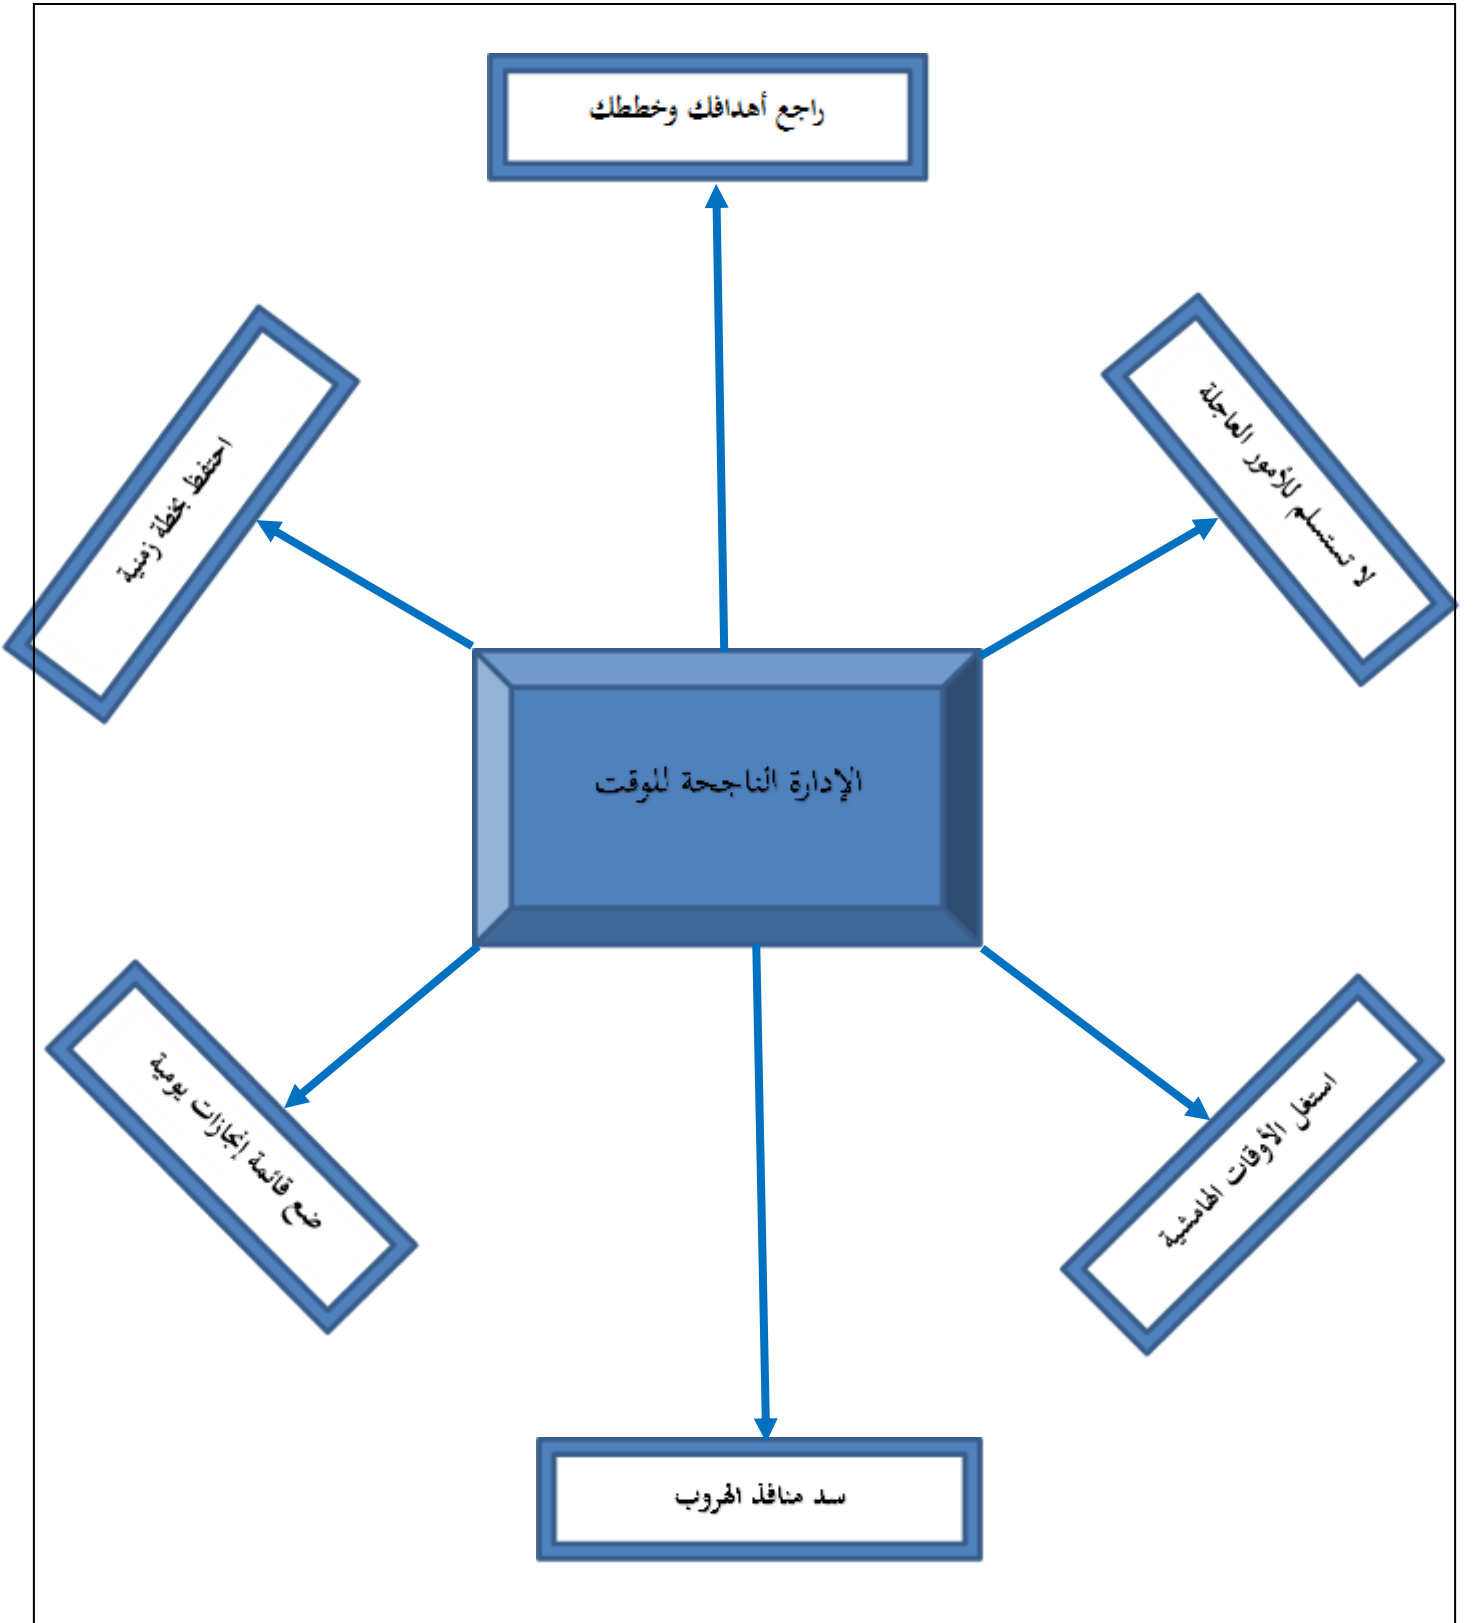 راجع أهدافك وخططك
لا تستسلم للأمور العاجلة
احتفظ بخطة زمنية
الإدارة الناجحة للوقت
استغل الأوقات الهامشية
ضع قائمة إنجازات يومية
سد منافذ الهروب